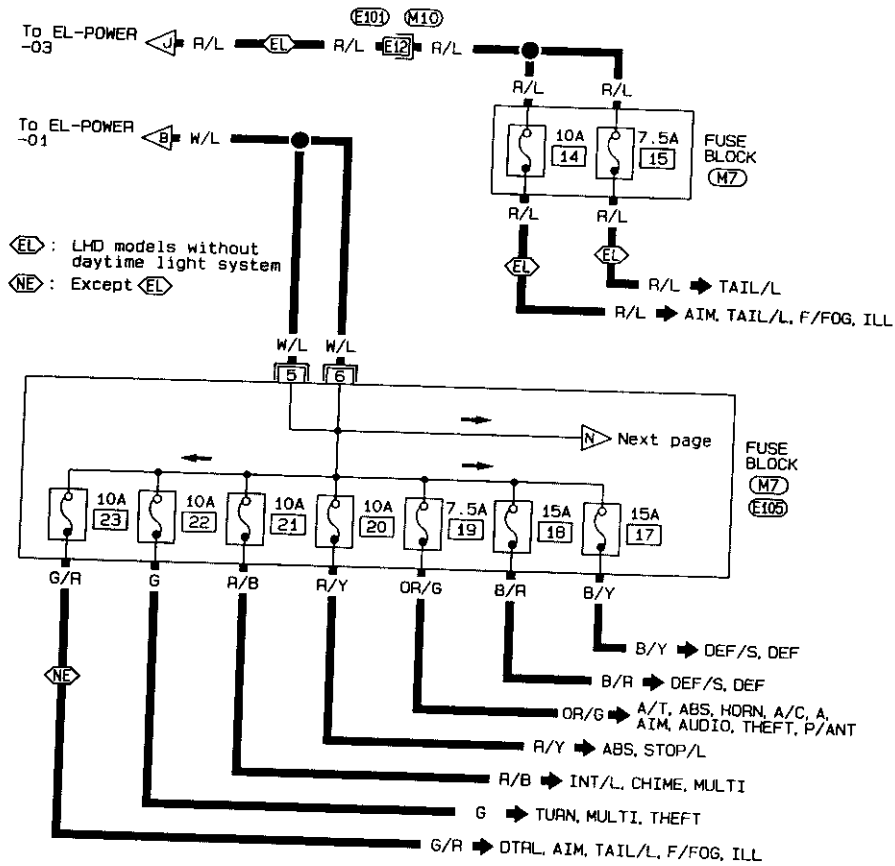 E101 M10
To EL-POWER
-03
J R/L EL R/L E12 R/L
R/L R/L
To EL-POWER
-01
B W/L
10A
14
7.5A
15
FUSE
BLOCK
M7
R/L R/L
EL EL
R/L TAIL/L
R/L AIM, TAIL/L, F/FOG, ILL
EL : LHD models without
daytime light system
NE : Except EL
W/L W/L
5 6
N Next page
FUSE
BLOCK
M7
E105
10A
23
10A
22
10A
21
10A
20
7.5A
19
15A
18
15A
17
G/R G R/B R/Y OR/G B/R B/Y
NE
B/Y DEF/S, DEF
B/R DEF/S, DEF
OR/G A/T, ABS, HORN, A/C, A,
AIM, AUDIO, THEFT, P/ANT
R/Y ABS, STOP/L
R/B INT/L, CHIME, MULTI
G TURN, MULTI, THEFT
G/R DTRL, AIM, TAIL/L, F/FOG, ILL